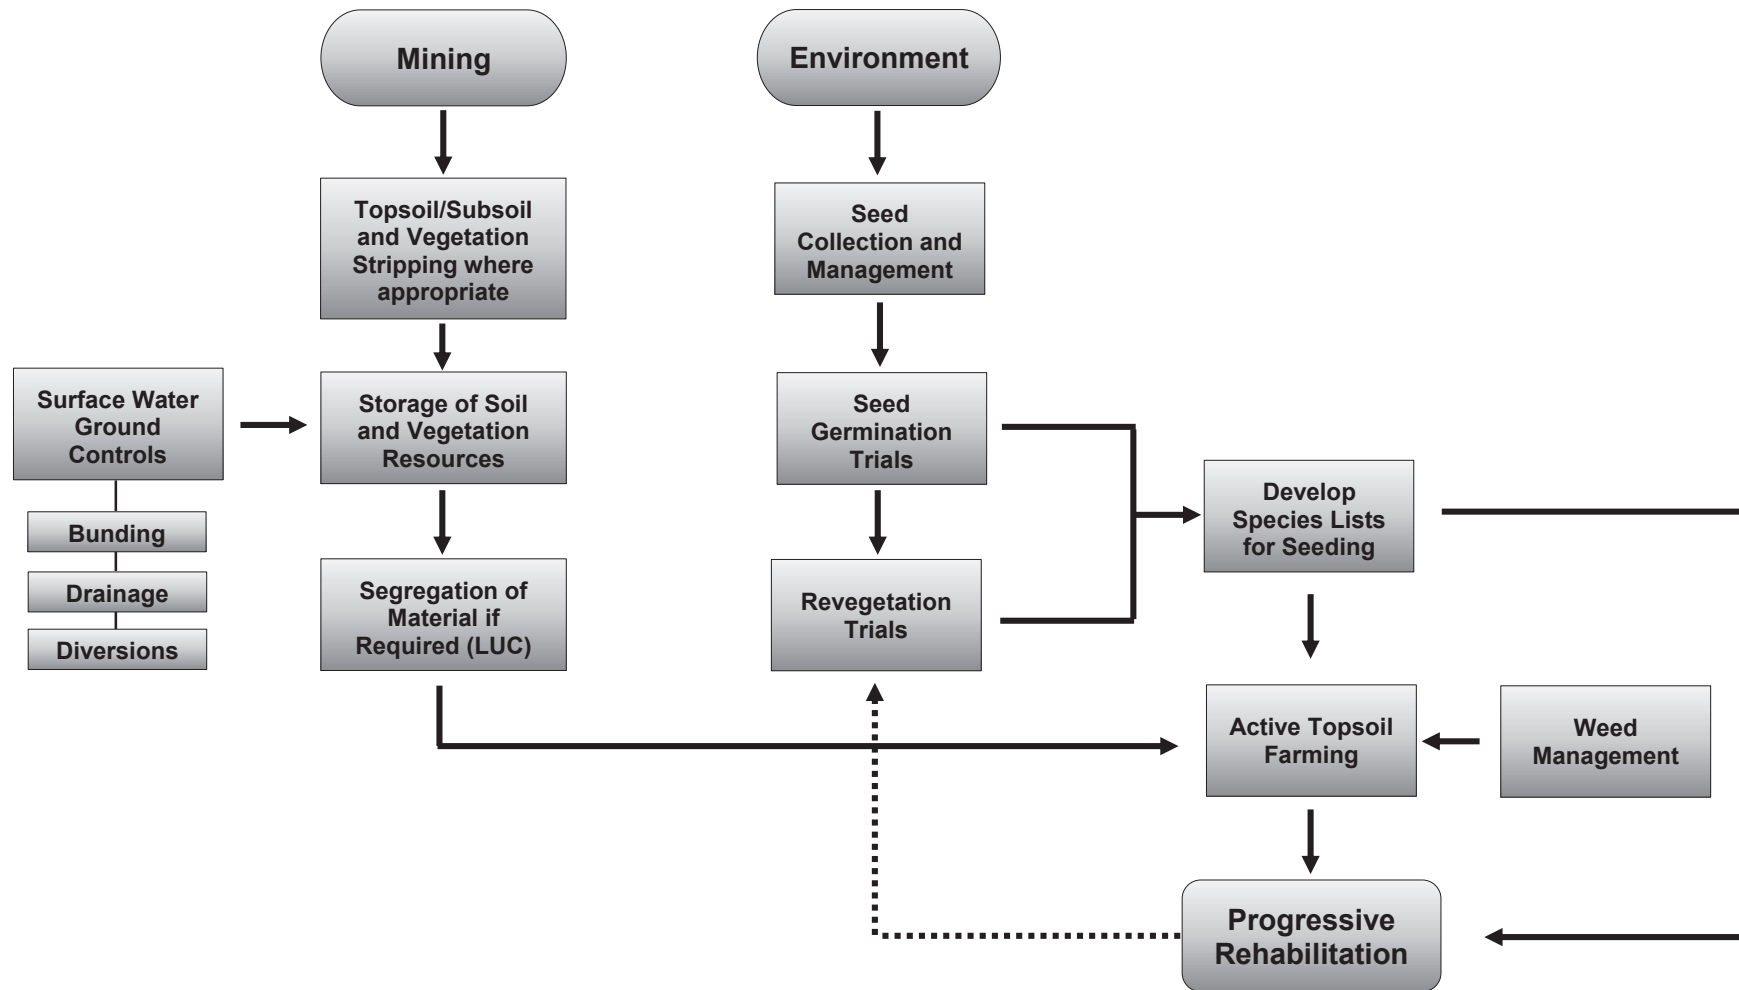 Mining
Environment
Topsoil/Subsoil
and Vegetation
Stripping where
appropriate
Seed
Collection and
Management
Surface Water
Ground
Controls
Storage of Soil
and Vegetation
Resources
Seed
Germination
Trials
Develop
Species Lists
for Seeding
Bunding
Drainage
Diversions
Segregation of
Material if
Required (LUC)
Revegetation
Trials
Active Topsoil
Farming
Weed
Management
Progressive
Rehabilitation